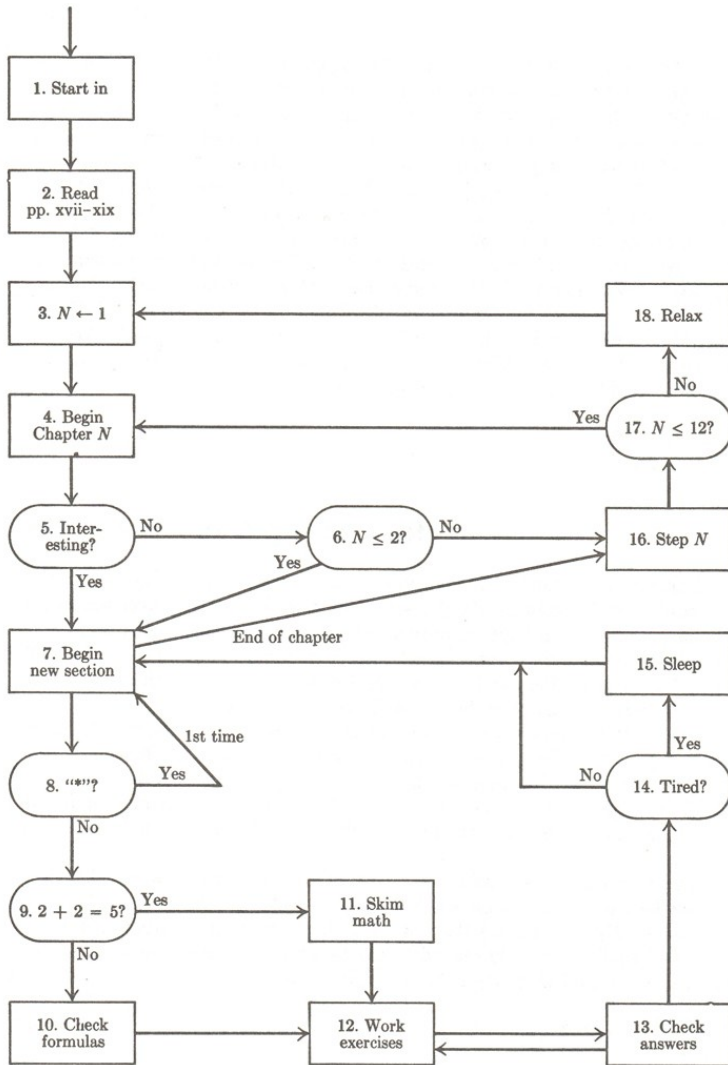 1. Start in
2. Read
pp. xvii–xix
3. N ← 1
18. Relax
No
4. Begin
Chapter N
Yes
17. N ≤ 12?
5. Inter-
esting?
No
6. N ≤ 2?
No
16. Step N
Yes
Yes
End of chapter
7. Begin
new section
15. Sleep
1st time
Yes
8. “*”?
Yes
No
14. Tired?
No
9. 2 + 2 = 5?
Yes
11. Skim
math
No
10. Check
formulas
12. Work
exercises
13. Check
answers